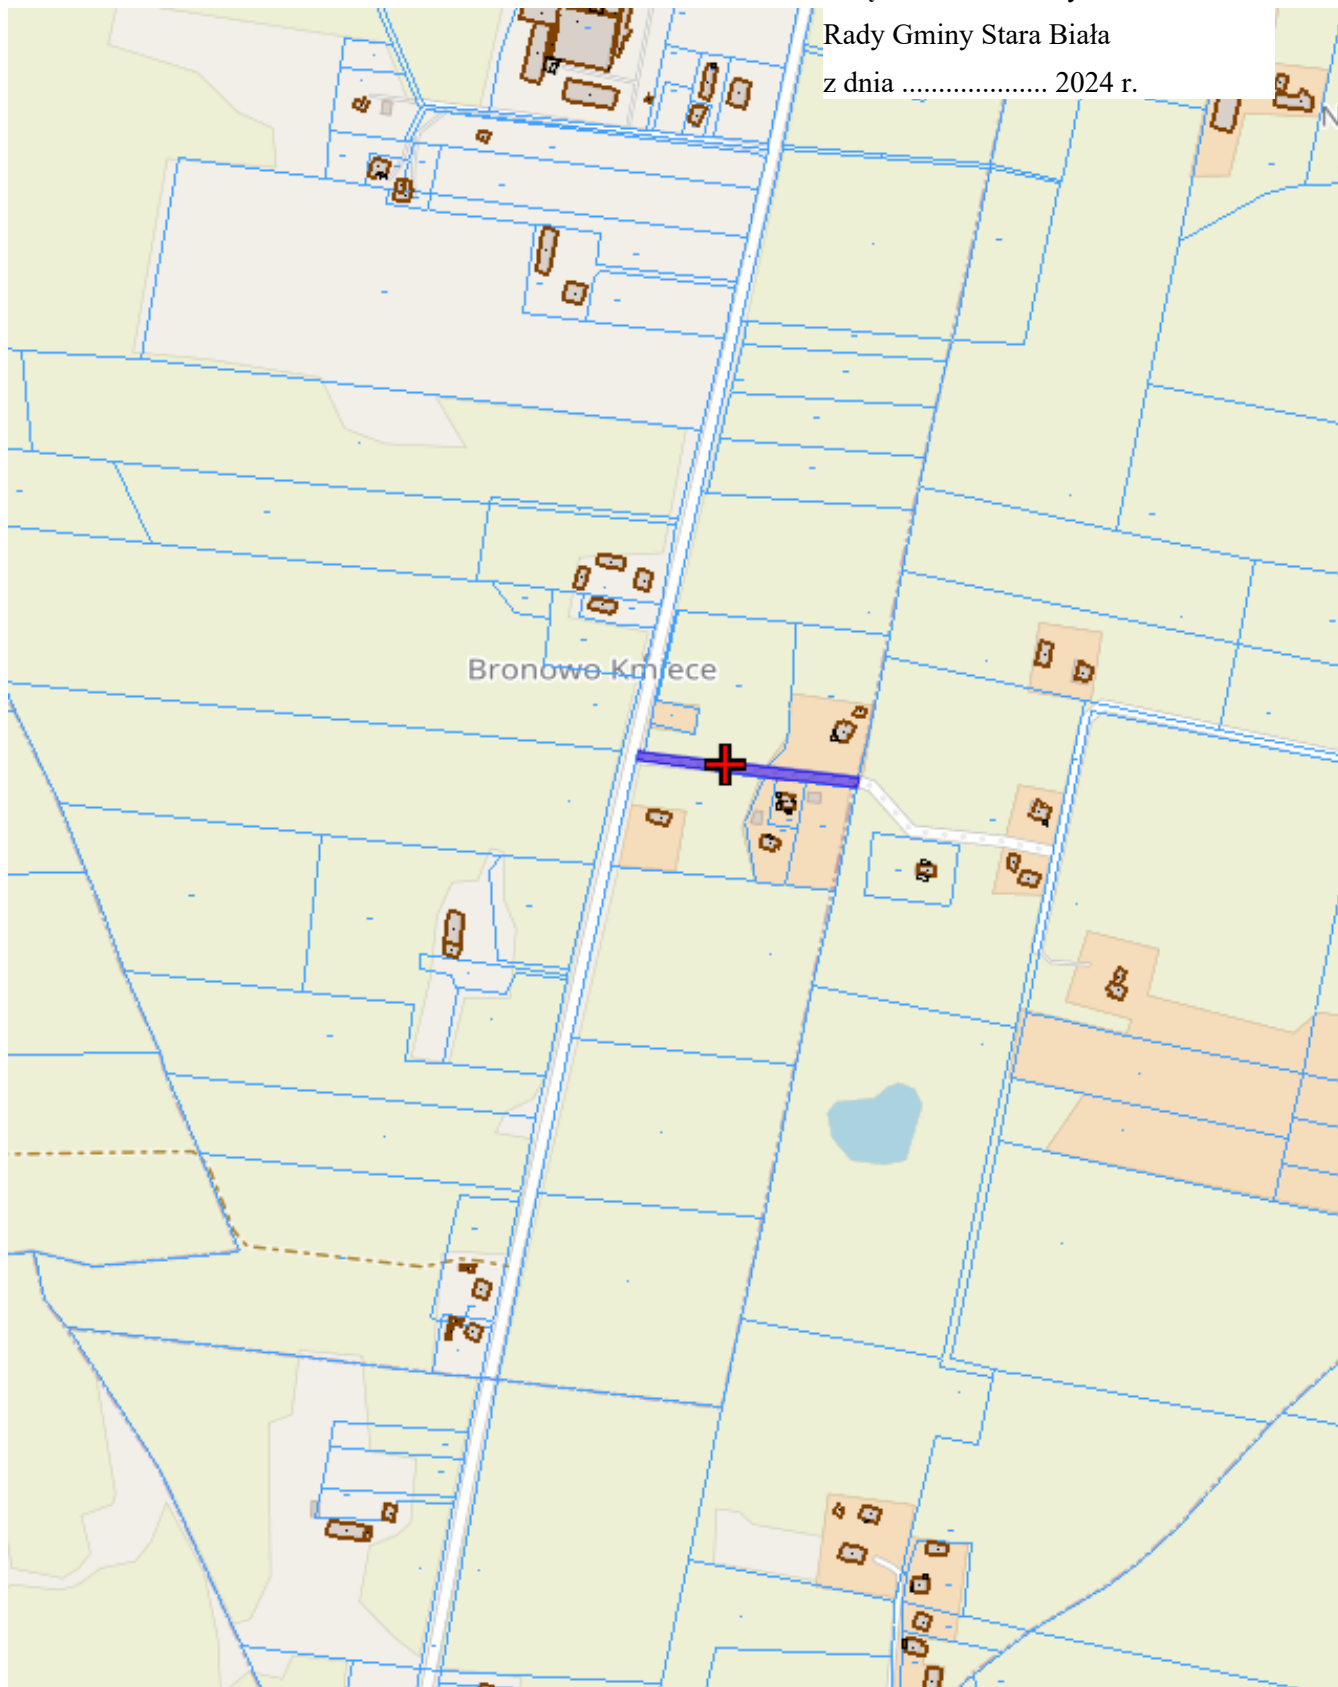 Rady Gminy Stara Biała
z dnia .................... 2024 r.
N
Bronowo Kmiece